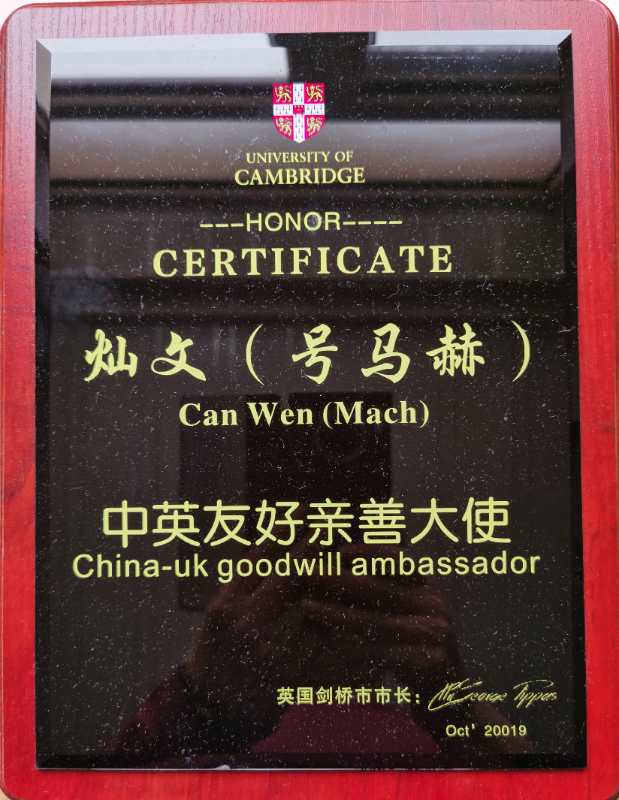 UNIVERSITY OF
CAMBRIDGE
---HONOR----
CERTIFICATE
灿文（号马赫）
Can Wen (Mach)
中英友好亲善大使
China-uk goodwill ambassador
英国剑桥市市长：
Oct' 20019